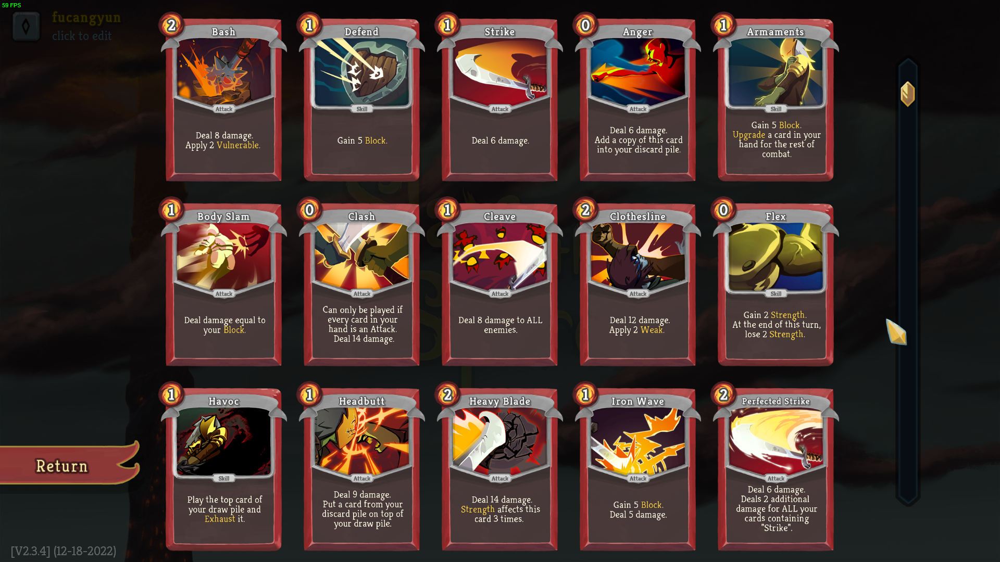 59 FPS
fucangyun
click to edit
2
Bash
Attack
Deal 8 damage.
Apply 2 Vulnerable.
1
Defend
Skill
Gain 5 Block.
1
Strike
Attack
Deal 6 damage.
0
Anger
Attack
Deal 6 damage.
Add a copy of this card
into your discard pile.
1
Armaments
Skill
Gain 5 Block.
Upgrade a card in your
hand for the rest of
combat.
1
Body Slam
Attack
Deal damage equal to
your Block.
0
Clash
Attack
Can only be played if
every card in your
hand is an Attack.
Deal 14 damage.
1
Cleave
Attack
Deal 8 damage to ALL
enemies.
2
Clothesline
Attack
Deal 12 damage.
Apply 2 Weak.
0
Flex
Skill
Gain 2 Strength.
At the end of this turn,
lose 2 Strength.
1
Havoc
Skill
Play the top card of
your draw pile and
Exhaust it.
1
Headbutt
Attack
Deal 9 damage.
Put a card from your
discard pile on top of
your draw pile.
2
Heavy Blade
Attack
Deal 14 damage.
Strength affects this
card 3 times.
1
Iron Wave
Attack
Gain 5 Block.
Deal 5 damage.
2
Perfected Strike
Attack
Deal 6 damage.
Deals 2 additional
damage for ALL your
cards containing
"Strike".
Return
[V2.3.4] (12-18-2022)